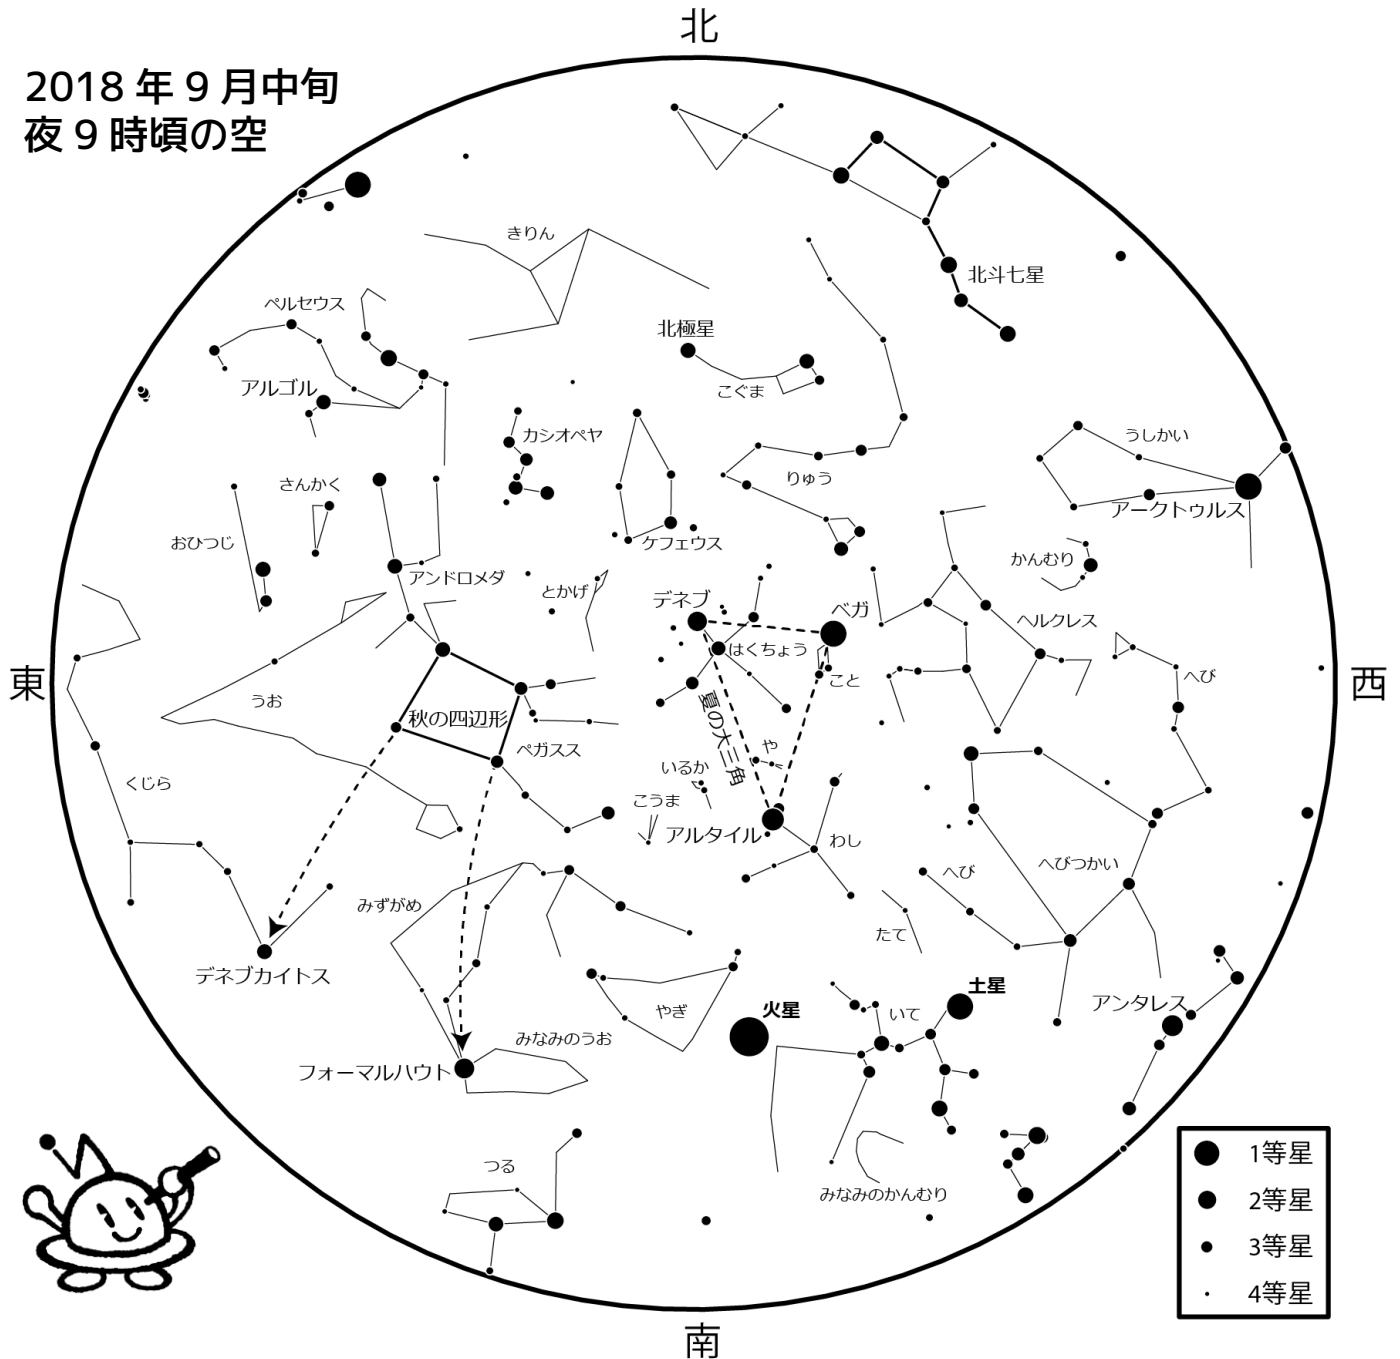 北
2018年9月中旬
夜9時頃の空
きりん
北斗七星
ペルセウス
北極星
アルゴル
こぐま
カシオペヤ
うしかい
りゅう
さんかく
アークトゥルス
おひつじ
ケフェウス
かんむり
アンドロメダ
とかげ
デネブ
ベガ
ヘルクレス
はくちょう
こと
へび
東
西
うお
秋の四辺形
夏の大三角
ペガスス
や
いるか
くじら
こうま
アルタイル
わし
へびつかい
へび
みずがめ
たて
デネブカイトス
土星
アンタレス
やぎ
火星
いて
みなみのうお
フォーマルハウト
つる
みなみのかんむり
1等星
2等星
3等星
4等星
南